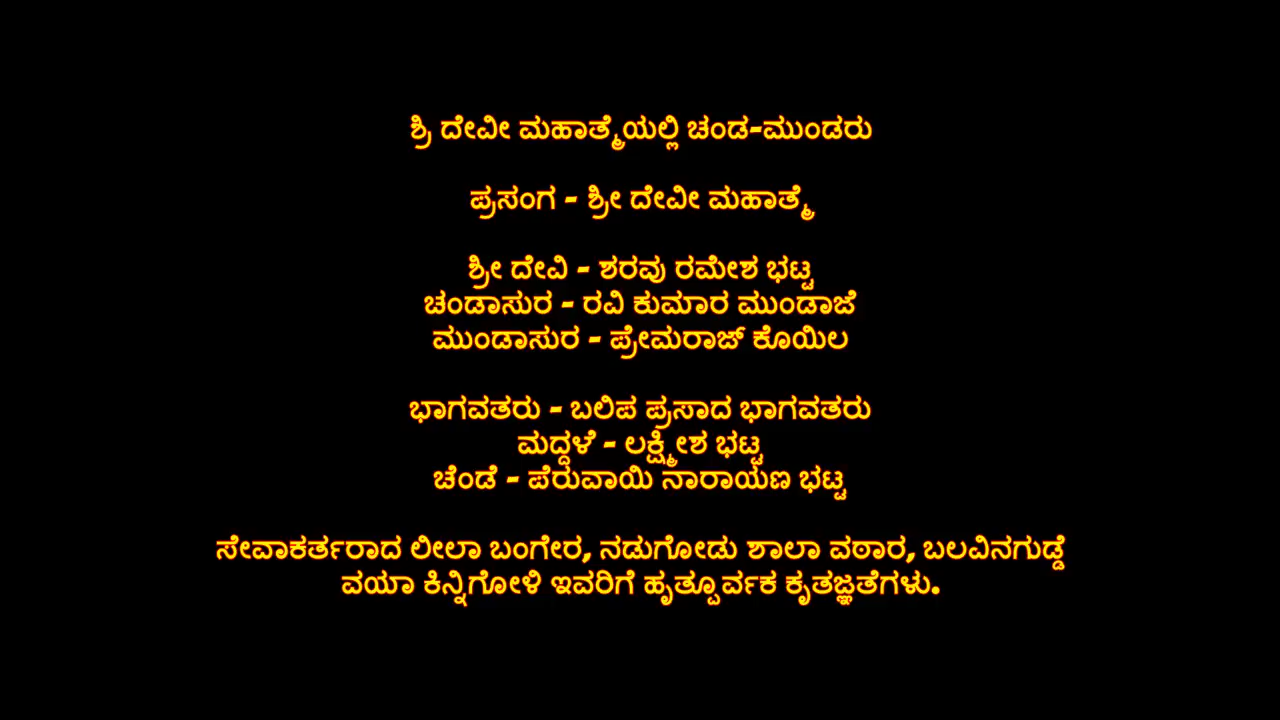 ಶ್ರಿ ದೇವೀ ಮಹಾತ್ಮೆಯಲ್ಲಿ ಚಂಡ-ಮುಂಡರು
ಪ್ರಸಂಗ - ಶ್ರೀ ದೇವೀ ಮಹಾತ್ಮೆ
ಶ್ರೀ ದೇವಿ - ಶರವು ರಮೇಶ ಭಟ್ಟ
ಚಂಡಾಸುರ - ರವಿ ಕುಮಾರ ಮುಂಡಾಜೆ
ಮುಂಡಾಸುರ - ಪ್ರೇಮರಾಜ್ ಕೊಯಿಲ
ಭಾಗವತರು - ಬಲಿಪ ಪ್ರಸಾದ ಭಾಗವತರು
ಮದ್ದಳೆ - ಲಕ್ಷ್ಮೀಶ ಭಟ್ಟ
ಚೆಂಡೆ - ಪೆರುವಾಯಿ ನಾರಾಯಣ ಭಟ್ಟ
ಸೇವಾಕರ್ತರಾದ ಲೀಲಾ ಬಂಗೇರ, ನಡುಗೋಡು ಶಾಲಾ ವಠಾರ, ಬಲವಿನಗುಡ್ಡೆ
ವಯಾ ಕಿನ್ನಿಗೋಳಿ ಇವರಿಗೆ ಹೃತ್ಪೂರ್ವಕ ಕೃತಜ್ಞತೆಗಳು.